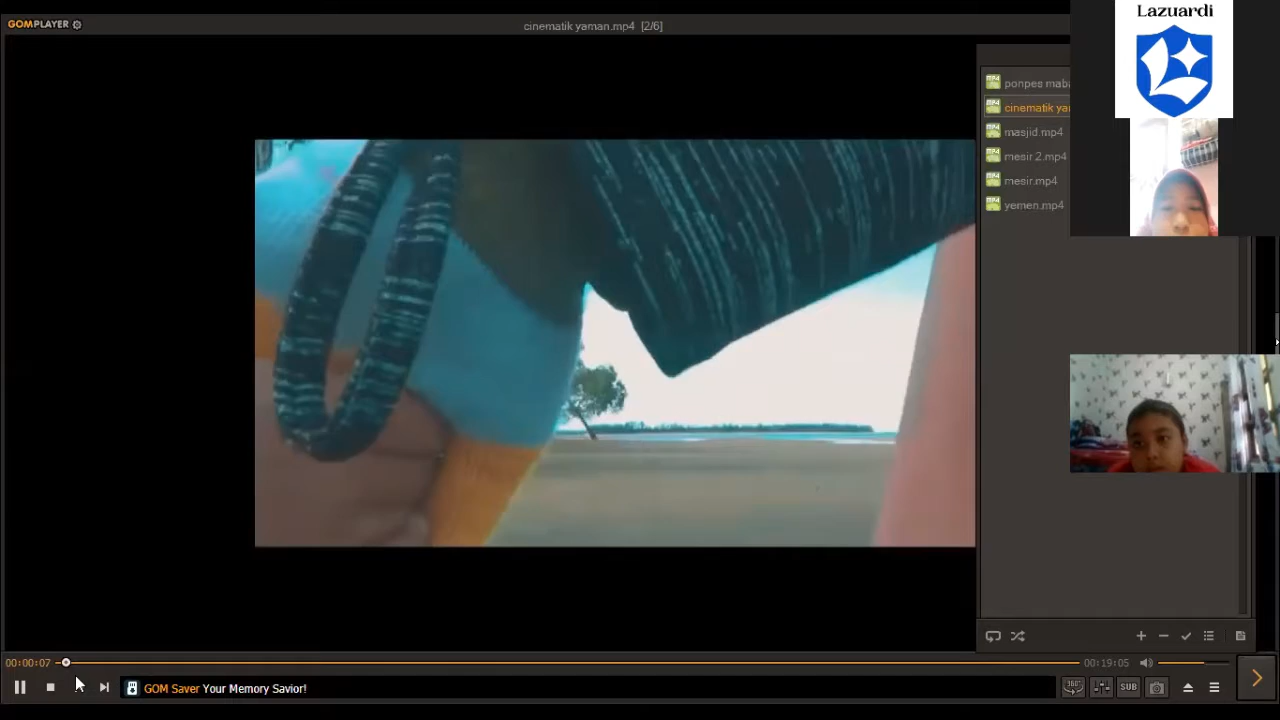 GOMPLAYER
cinematik yaman.mp4 [2/6]
Lazuardi
ponpes maba
cinematik ya
masjid.mp4
mesir 2.mp4
mesir.mp4
yemen.mp4
00:00:07
00:19:05
GOM Saver Your Memory Savior!
360°
SUB